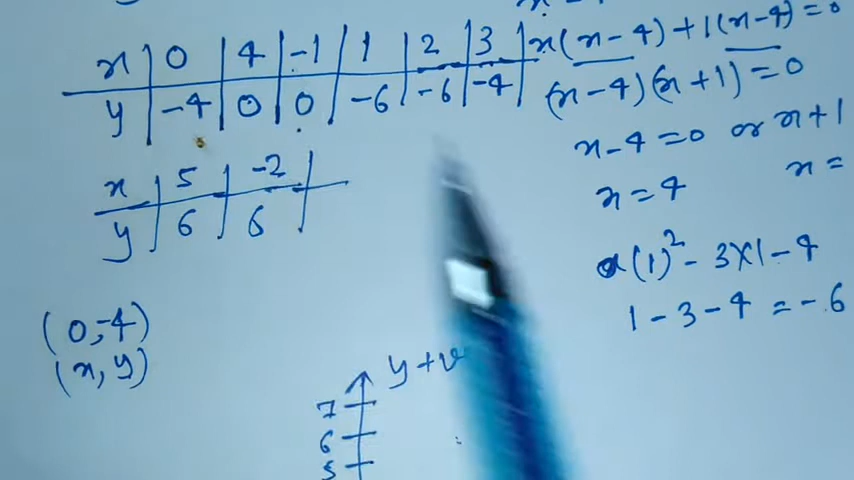 x 0 4 -1 1 2 3
y -4 0 0 -6 -6 -4
x 5 -2
y 6 6
(0,-4)
(x, y)
y +v
7
6
5
x(x-4)+1(x-4)=0
(x-4)(x+1)=0
x-4=0 or x+1
x=4 x=
(1)² - 3×1-4
1-3-4 = -6